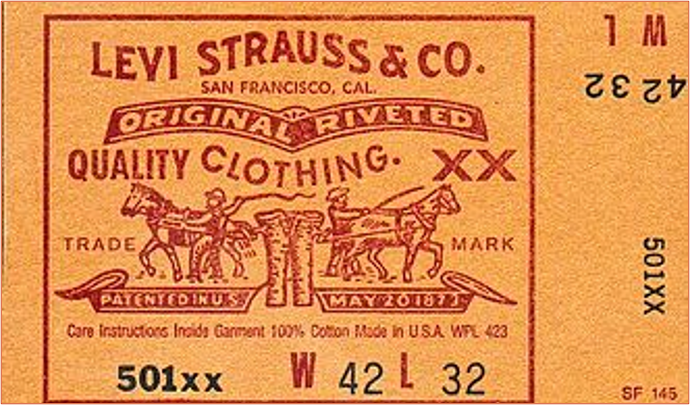 LEVI STRAUSS & CO.
SAN FRANCISCO, CAL.
ORIGINAL RIVETED
QUALITY CLOTHING. XX
TRADE MARK
PATENTED IN U.S. MAY 20 1873
Care Instructions Inside Garment 100% Cotton Made in U.S.A. WPL 423
501xx W 42 L 32
W L
42 32
501XX
SF 145